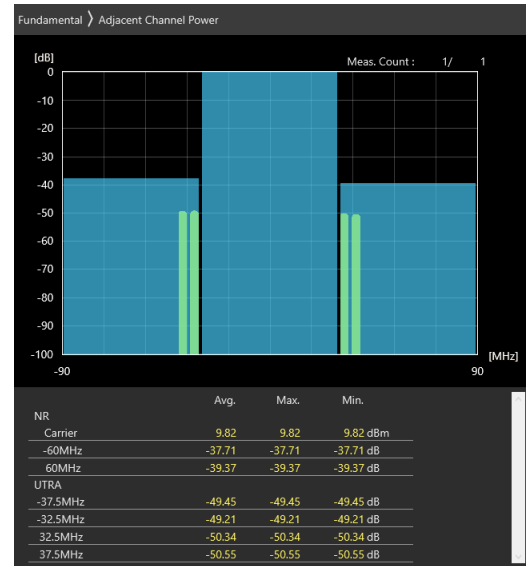 Fundamental ❭ Adjacent Channel Power
[dB] Meas. Count : 1/ 1
0
-10
-20
-30
-40
-50
-60
-70
-80
-90
-100 [MHz]
-90 90
Avg. Max. Min.
NR
Carrier 9.82 9.82 9.82 dBm
-60MHz -37.71 -37.71 -37.71 dB
60MHz -39.37 -39.37 -39.37 dB
UTRA
-37.5MHz -49.45 -49.45 -49.45 dB
-32.5MHz -49.21 -49.21 -49.21 dB
32.5MHz -50.34 -50.34 -50.34 dB
37.5MHz -50.55 -50.55 -50.55 dB